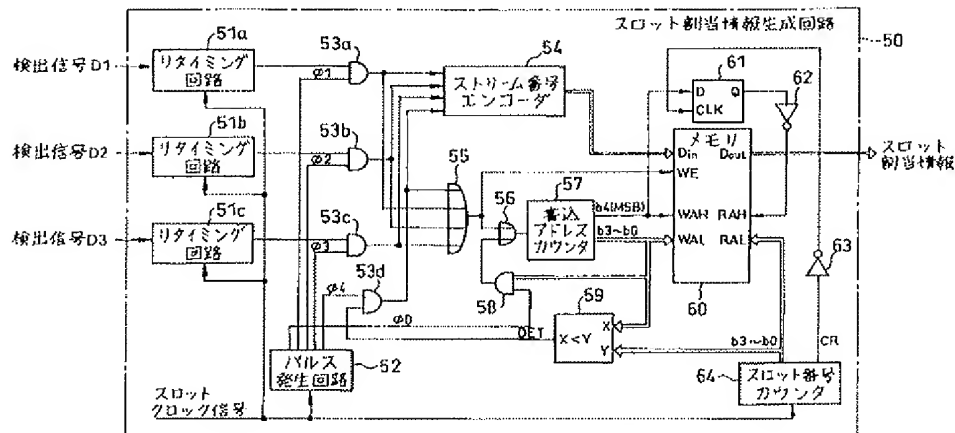 スロット割当情報生成回路
50
検出信号D1
51a
リタイミング
回路
53a
φ1
54
ストリーム番号
エンコーダ
61
D Q
CLK
62
検出信号D2
51b
リタイミング
回路
53b
φ2
55
メモリ
Din Dout
WE
スロット
割当情報
検出信号D3
51c
リタイミング
回路
53c
φ3
56
57
書込
アドレス
カウンタ
b4(MSB)
b3~b0
WAH RAH
WAL RAL
60
63
53d
φ4
φ0
58
DET
59
X
X<Y
Y
b3~b0
CR
パルス
発生回路
52
64
スロット番号
カウンタ
スロット
クロック信号